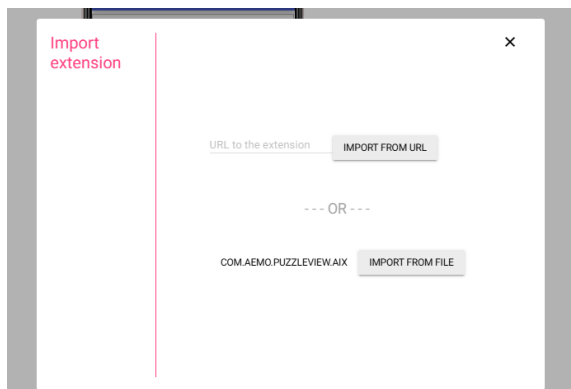 Import
extension
×
URL to the extension
IMPORT FROM URL
--- OR ---
COM.AEMO.PUZZLEVIEW.AIX
IMPORT FROM FILE